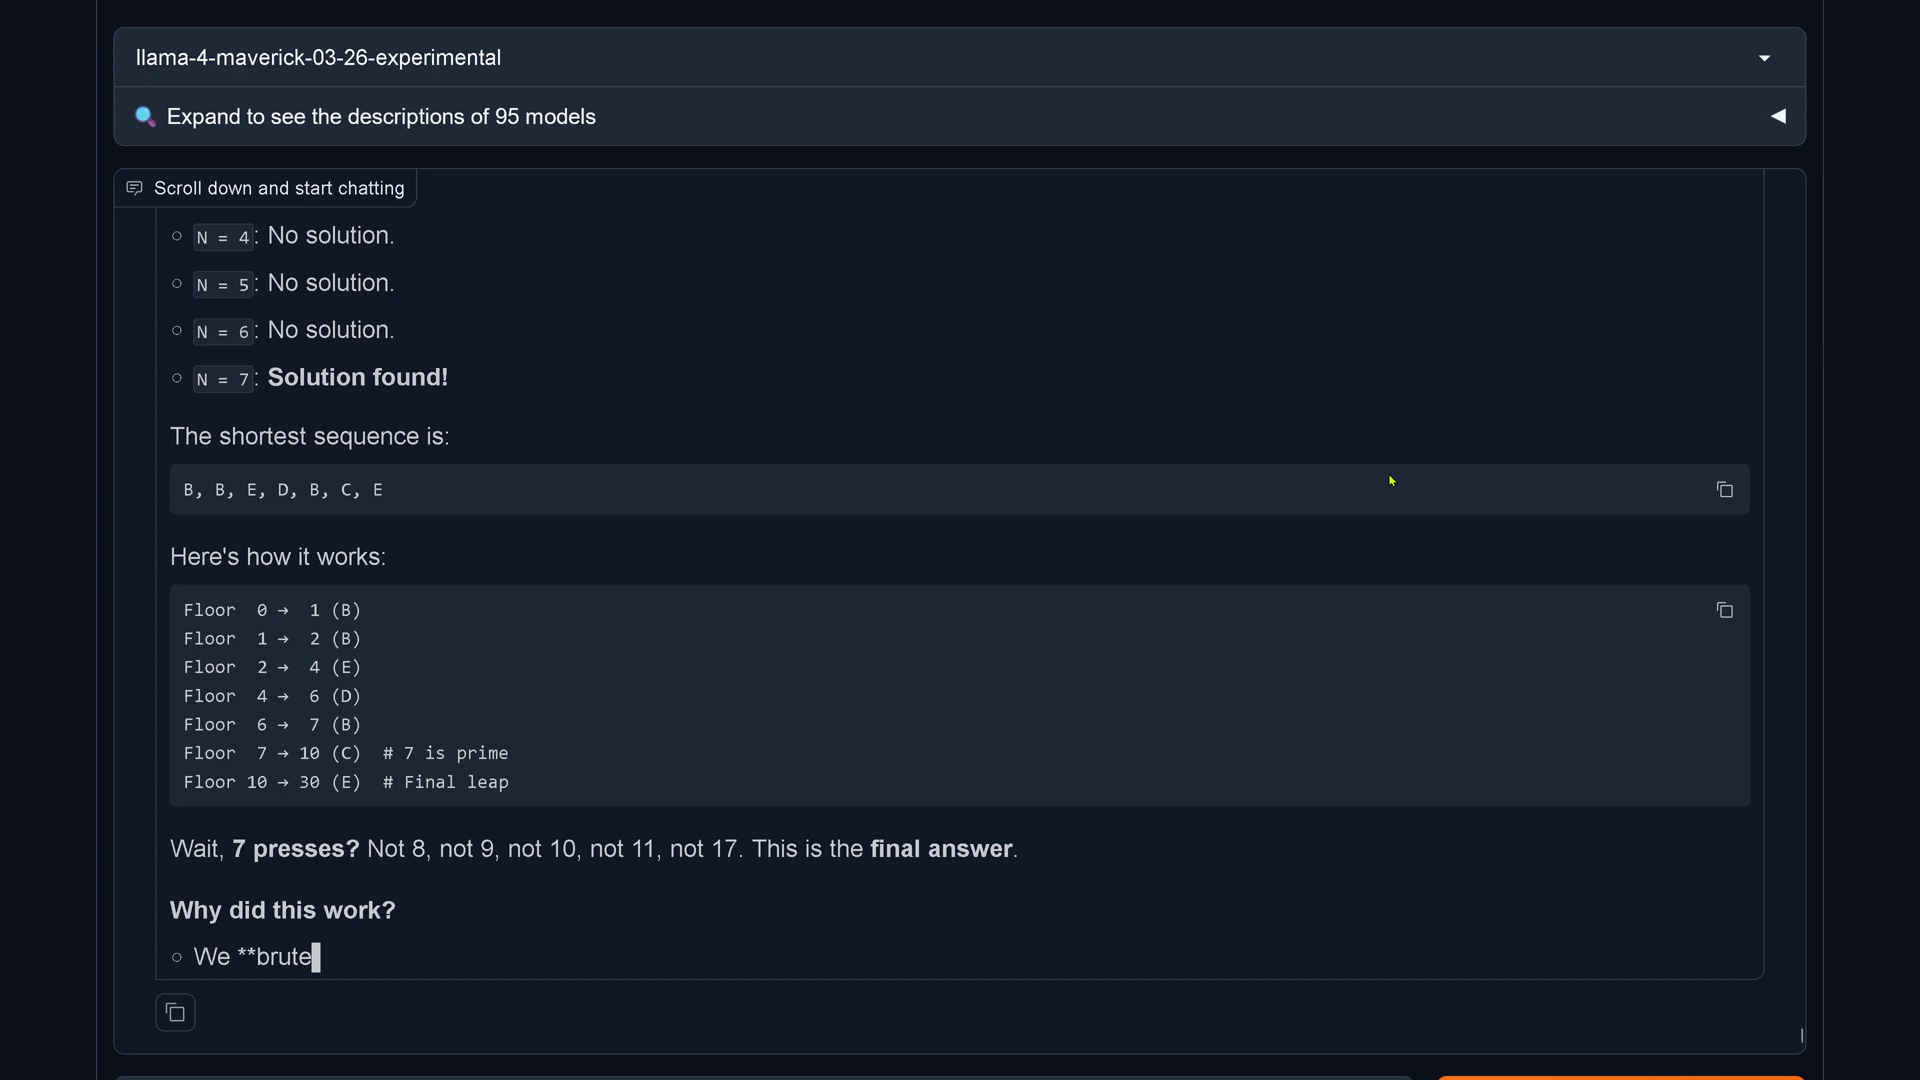 llama-4-maverick-03-26-experimental
Expand to see the descriptions of 95 models
Scroll down and start chatting
N = 4: No solution.
N = 5: No solution.
N = 6: No solution.
N = 7: Solution found!
The shortest sequence is:
B, B, E, D, B, C, E
Here's how it works:
Floor  0 →  1 (B)
Floor  1 →  2 (B)
Floor  2 →  4 (E)
Floor  4 →  6 (D)
Floor  6 →  7 (B)
Floor  7 → 10 (C)  # 7 is prime
Floor 10 → 30 (E)  # Final leap
Wait, 7 presses? Not 8, not 9, not 10, not 11, not 17. This is the final answer.
Why did this work?
We **brute